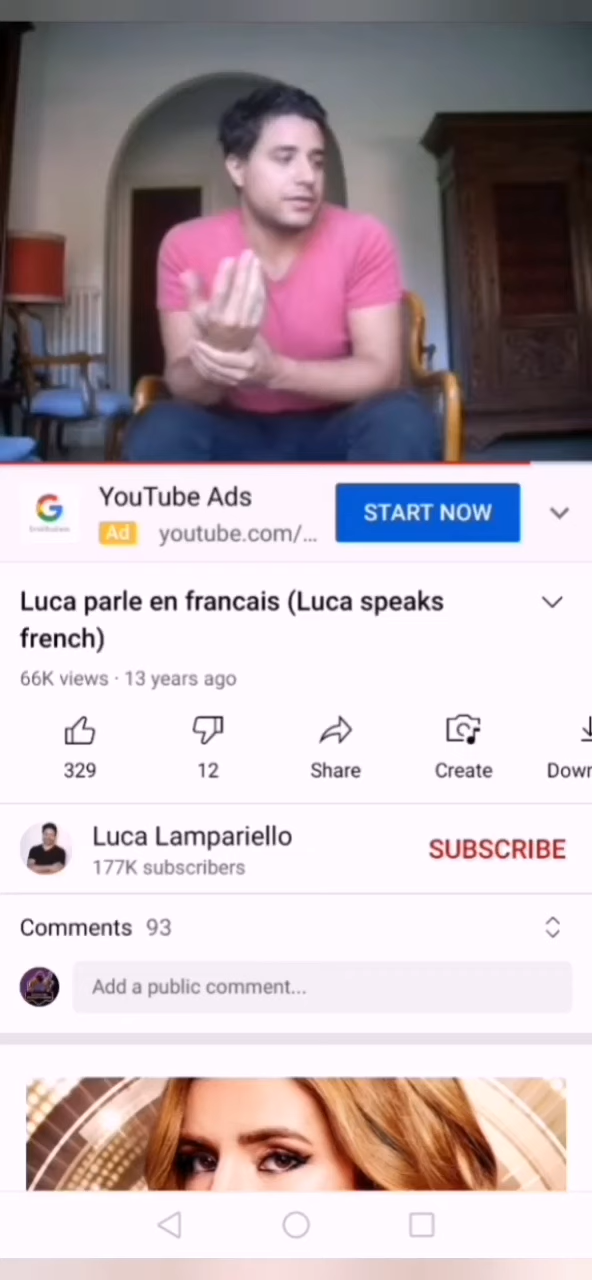 YouTube Ads
START NOW
Ad youtube.com/...
Luca parle en francais (Luca speaks
french)
66K views · 13 years ago
329
12
Share
Create
Down
Luca Lampariello
177K subscribers
SUBSCRIBE
Comments 93
Add a public comment...